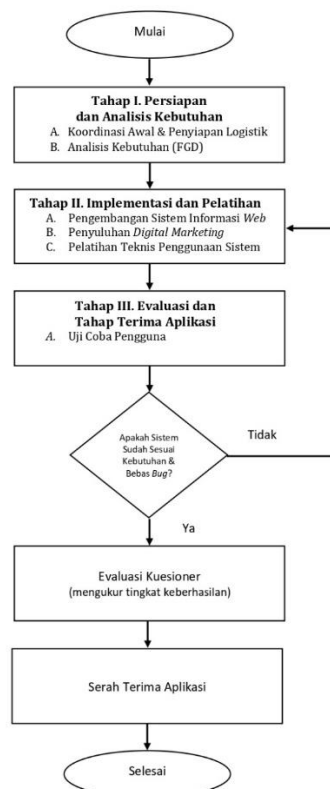 Mulai
Tahap I. Persiapan
dan Analisis Kebutuhan
A. Koordinasi Awal & Penyiapan Logistik
B. Analisis Kebutuhan (FGD)
Tahap II. Implementasi dan Pelatihan
A. Pengembangan Sistem Informasi Web
B. Penyuluhan Digital Marketing
C. Pelatihan Teknis Penggunaan Sistem
Tahap III. Evaluasi dan
Tahap Terima Aplikasi
A. Uji Coba Pengguna
Apakah Sistem
Sudah Sesuai
Kebutuhan &
Bebas Bug?
Tidak
Ya
Evaluasi Kuesioner
(mengukur tingkat keberhasilan)
Serah Terima Aplikasi
Selesai